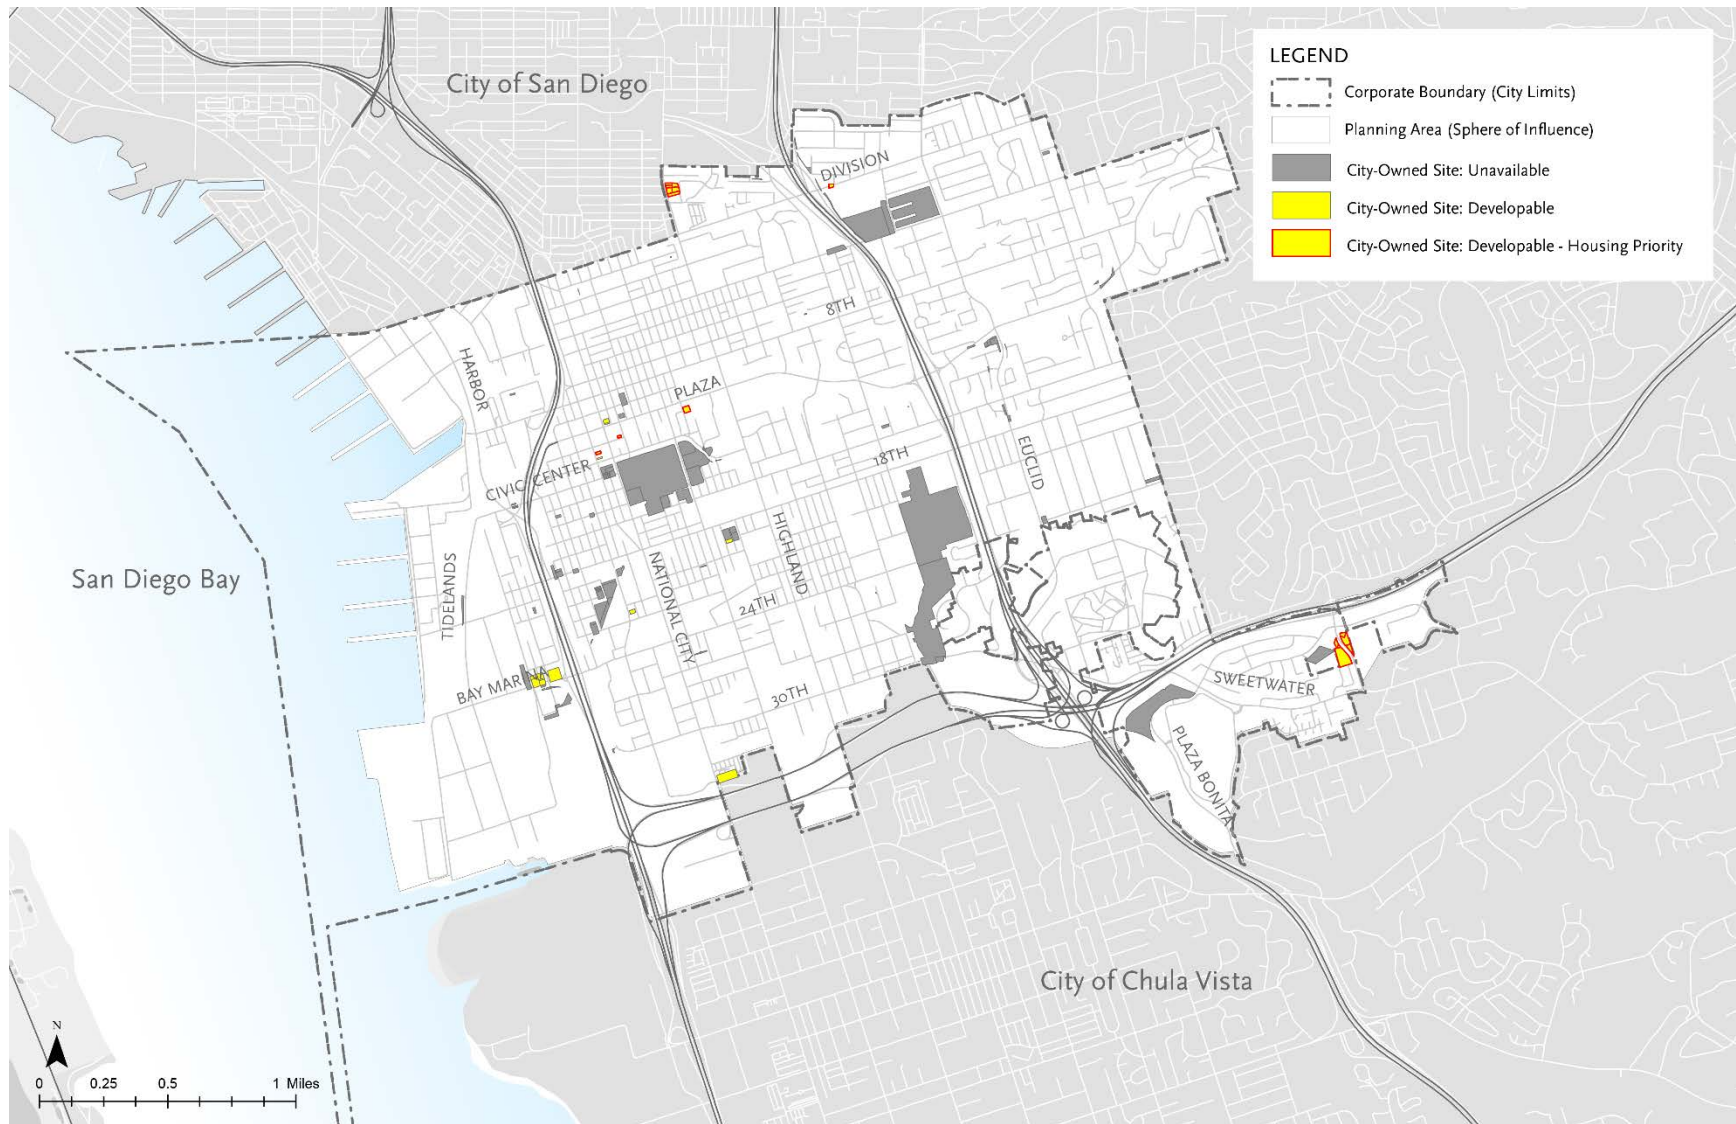 City of San Diego
LEGEND
Corporate Boundary (City Limits)
Planning Area (Sphere of Influence)
City-Owned Site: Unavailable
City-Owned Site: Developable
City-Owned Site: Developable - Housing Priority
DIVISION
8TH
HARBOR
PLAZA
CIVIC CENTER
18TH
EUCLID
HIGHLAND
San Diego Bay
TIDELANDS
NATIONAL CITY
24TH
BAY MARINA
30TH
SWEETWATER
PLAZA BONITA
City of Chula Vista
N
0 0.25 0.5 1 Miles